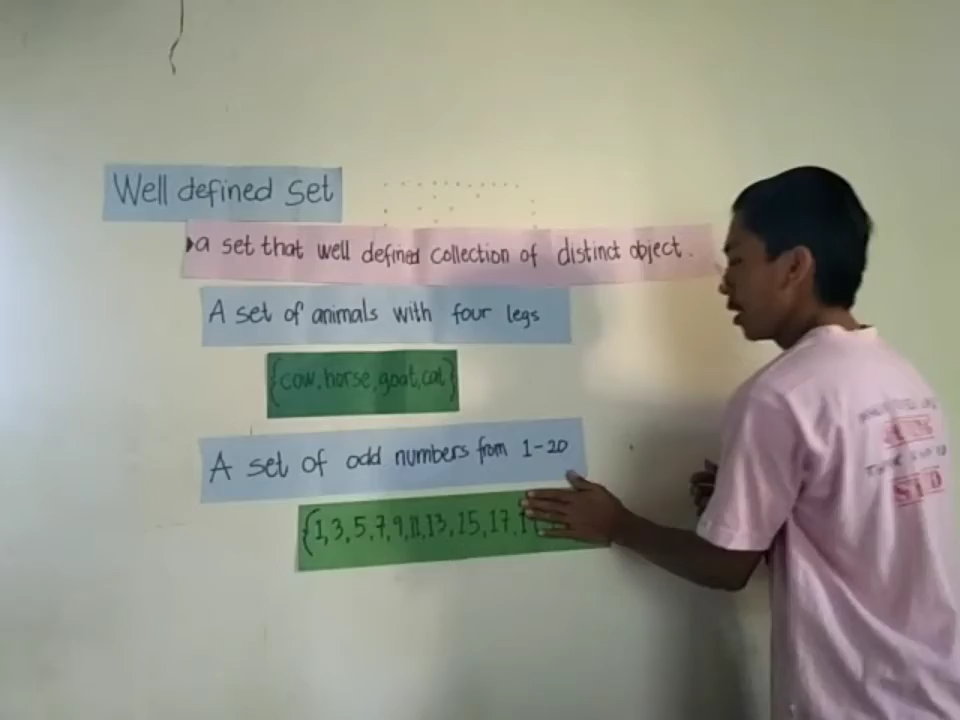 Well defined set
a set that well defined collection of distinct object.
A set of animals with four legs
{cow, horse, goat, cat}
A set of odd numbers from 1-20
{1, 3, 5, 7, 9, 11, 13, 15, 17,